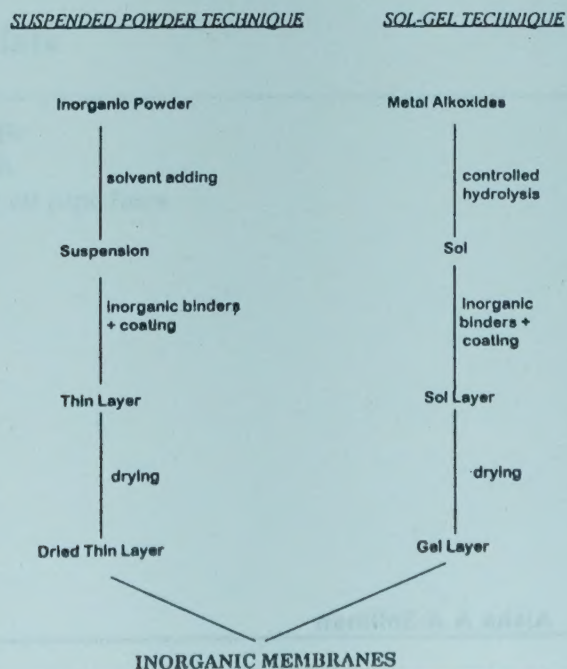 SUSPENDED POWDER TECHNIQUE
Inorganic Powder
solvent adding
Suspension
Inorganic binders
+ coating
Thin Layer
drying
Dried Thin Layer
SOL-GEL TECHNIQUE
Metal Alkoxides
controlled
hydrolysis
Sol
Inorganic
binders +
coating
Sol Layer
drying
Gel Layer
INORGANIC MEMBRANES